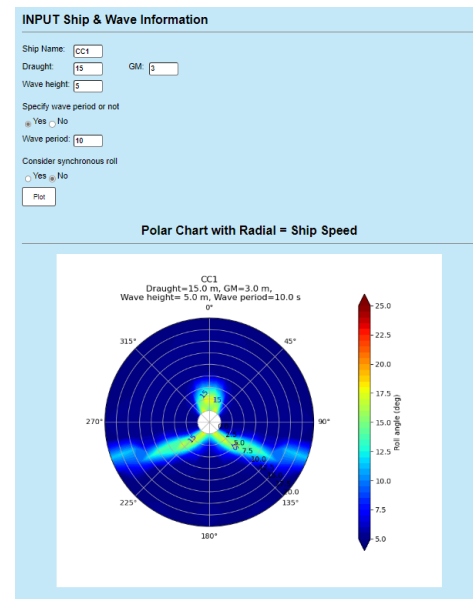 INPUT Ship & Wave Information
Ship Name: CC1
Draught: 15 GM: 3
Wave height: 5
Specify wave period or not
Yes No
Wave period: 10
Consider synchronous roll
Yes No
Plot
Polar Chart with Radial = Ship Speed
CC1
Draught=15.0 m, GM=3.0 m,
Wave height= 5.0 m, Wave period=10.0 s
0°
315° 45°
15
15
270° 90°
15
5.0
7.5
10.0
225° 135°
180°
25.0
22.5
20.0
17.5
15.0
12.5
10.0
7.5
5.0
Roll angle (deg)